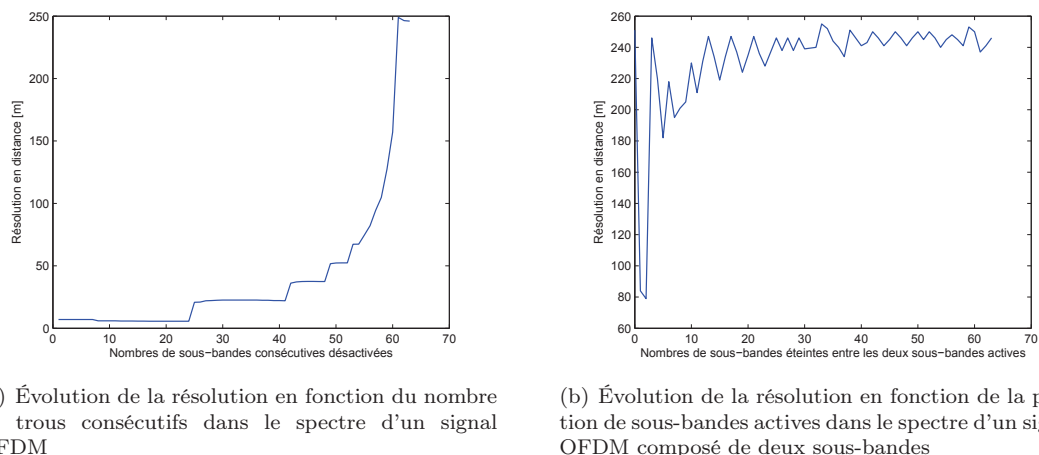 250
200
150
100
50
0
Résolution en distance [m]
0 10 20 30 40 50 60 70
Nombres de sous−bandes consécutives désactivées
) Évolution de la résolution en fonction du nombre
trous consécutifs dans le spectre d'un signal
FDM
260
240
220
200
180
160
140
120
100
80
60
Résolution en distance [m]
0 10 20 30 40 50 60 70
Nombres de sous−bandes éteintes entre les deux sous−bandes actives
(b) Évolution de la résolution en fonction de la p
tion de sous-bandes actives dans le spectre d'un sig
OFDM composé de deux sous-bandes